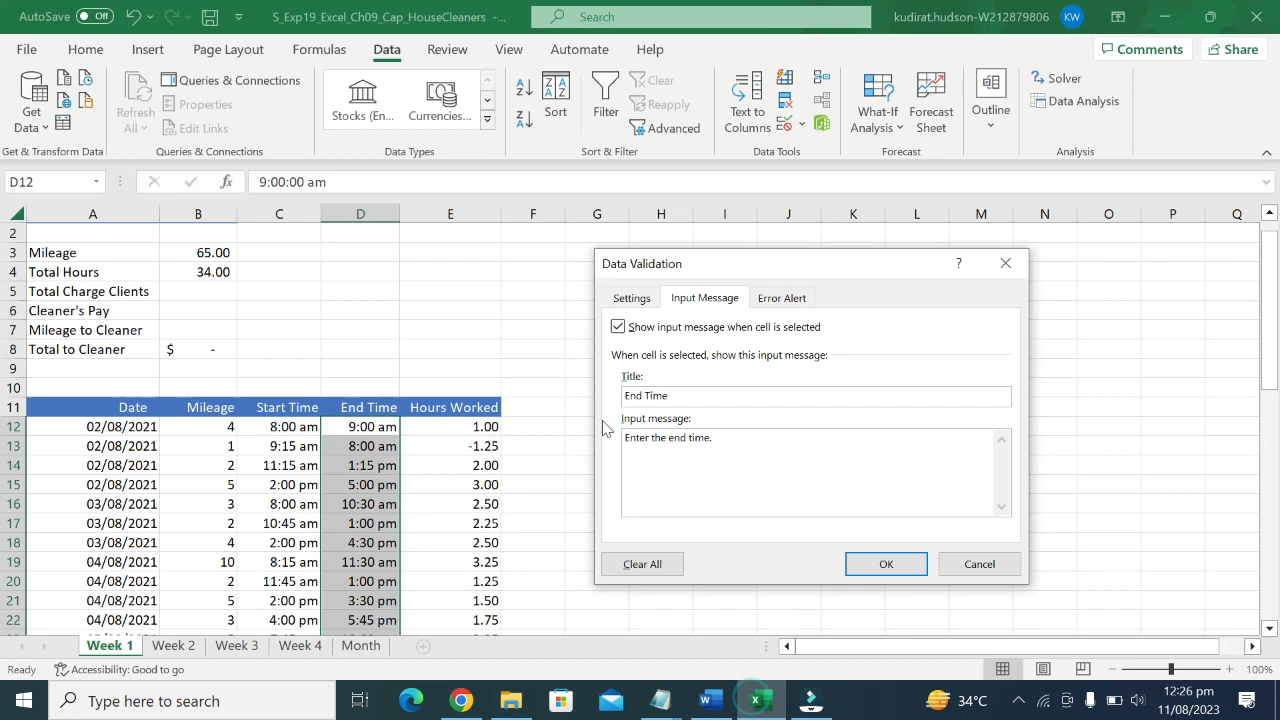 AutoSave Off S_Exp19_Excel_Ch09_Cap_HouseCleaners -... Search kudirat.hudson-W212879806 KW
File Home Insert Page Layout Formulas Data Review View Automate Help Comments Share
Get Data
Queries & Connections
Properties
Edit Links
Refresh All
Stocks (En...
Currencies...
Sort
Filter
Clear
Reapply
Advanced
Text to Columns
What-If Analysis
Forecast Sheet
Outline
Solver
Data Analysis
Get & Transform Data Queries & Connections Data Types Sort & Filter Data Tools Forecast Analysis
D12 fx 9:00:00 am
A B C D E F G H I J K L M N O P Q
2
3 Mileage 65.00
4 Total Hours 34.00
5 Total Charge Clients
6 Cleaner's Pay
7 Mileage to Cleaner
8 Total to Cleaner $ -
9
10
11 Date Mileage Start Time End Time Hours Worked
12 02/08/2021 4 8:00 am 9:00 am 1.00
13 02/08/2021 1 9:15 am 8:00 am -1.25
14 02/08/2021 2 11:15 am 1:15 pm 2.00
15 02/08/2021 5 2:00 pm 5:00 pm 3.00
16 03/08/2021 3 8:00 am 10:30 am 2.50
17 03/08/2021 2 10:45 am 1:00 pm 2.25
18 03/08/2021 4 2:00 pm 4:30 pm 2.50
19 04/08/2021 10 8:15 am 11:30 am 3.25
20 04/08/2021 2 11:45 am 1:00 pm 1.25
21 04/08/2021 5 2:00 pm 3:30 pm 1.50
22 04/08/2021 3 4:00 pm 5:45 pm 1.75
Data Validation ?
Settings Input Message Error Alert
Show input message when cell is selected
When cell is selected, show this input message:
Title:
End Time
Input message:
Enter the end time.
Clear All OK Cancel
Week 1 Week 2 Week 3 Week 4 Month
Ready Accessibility: Good to go 100%
Type here to search 34°C 12:26 pm
11/08/2023